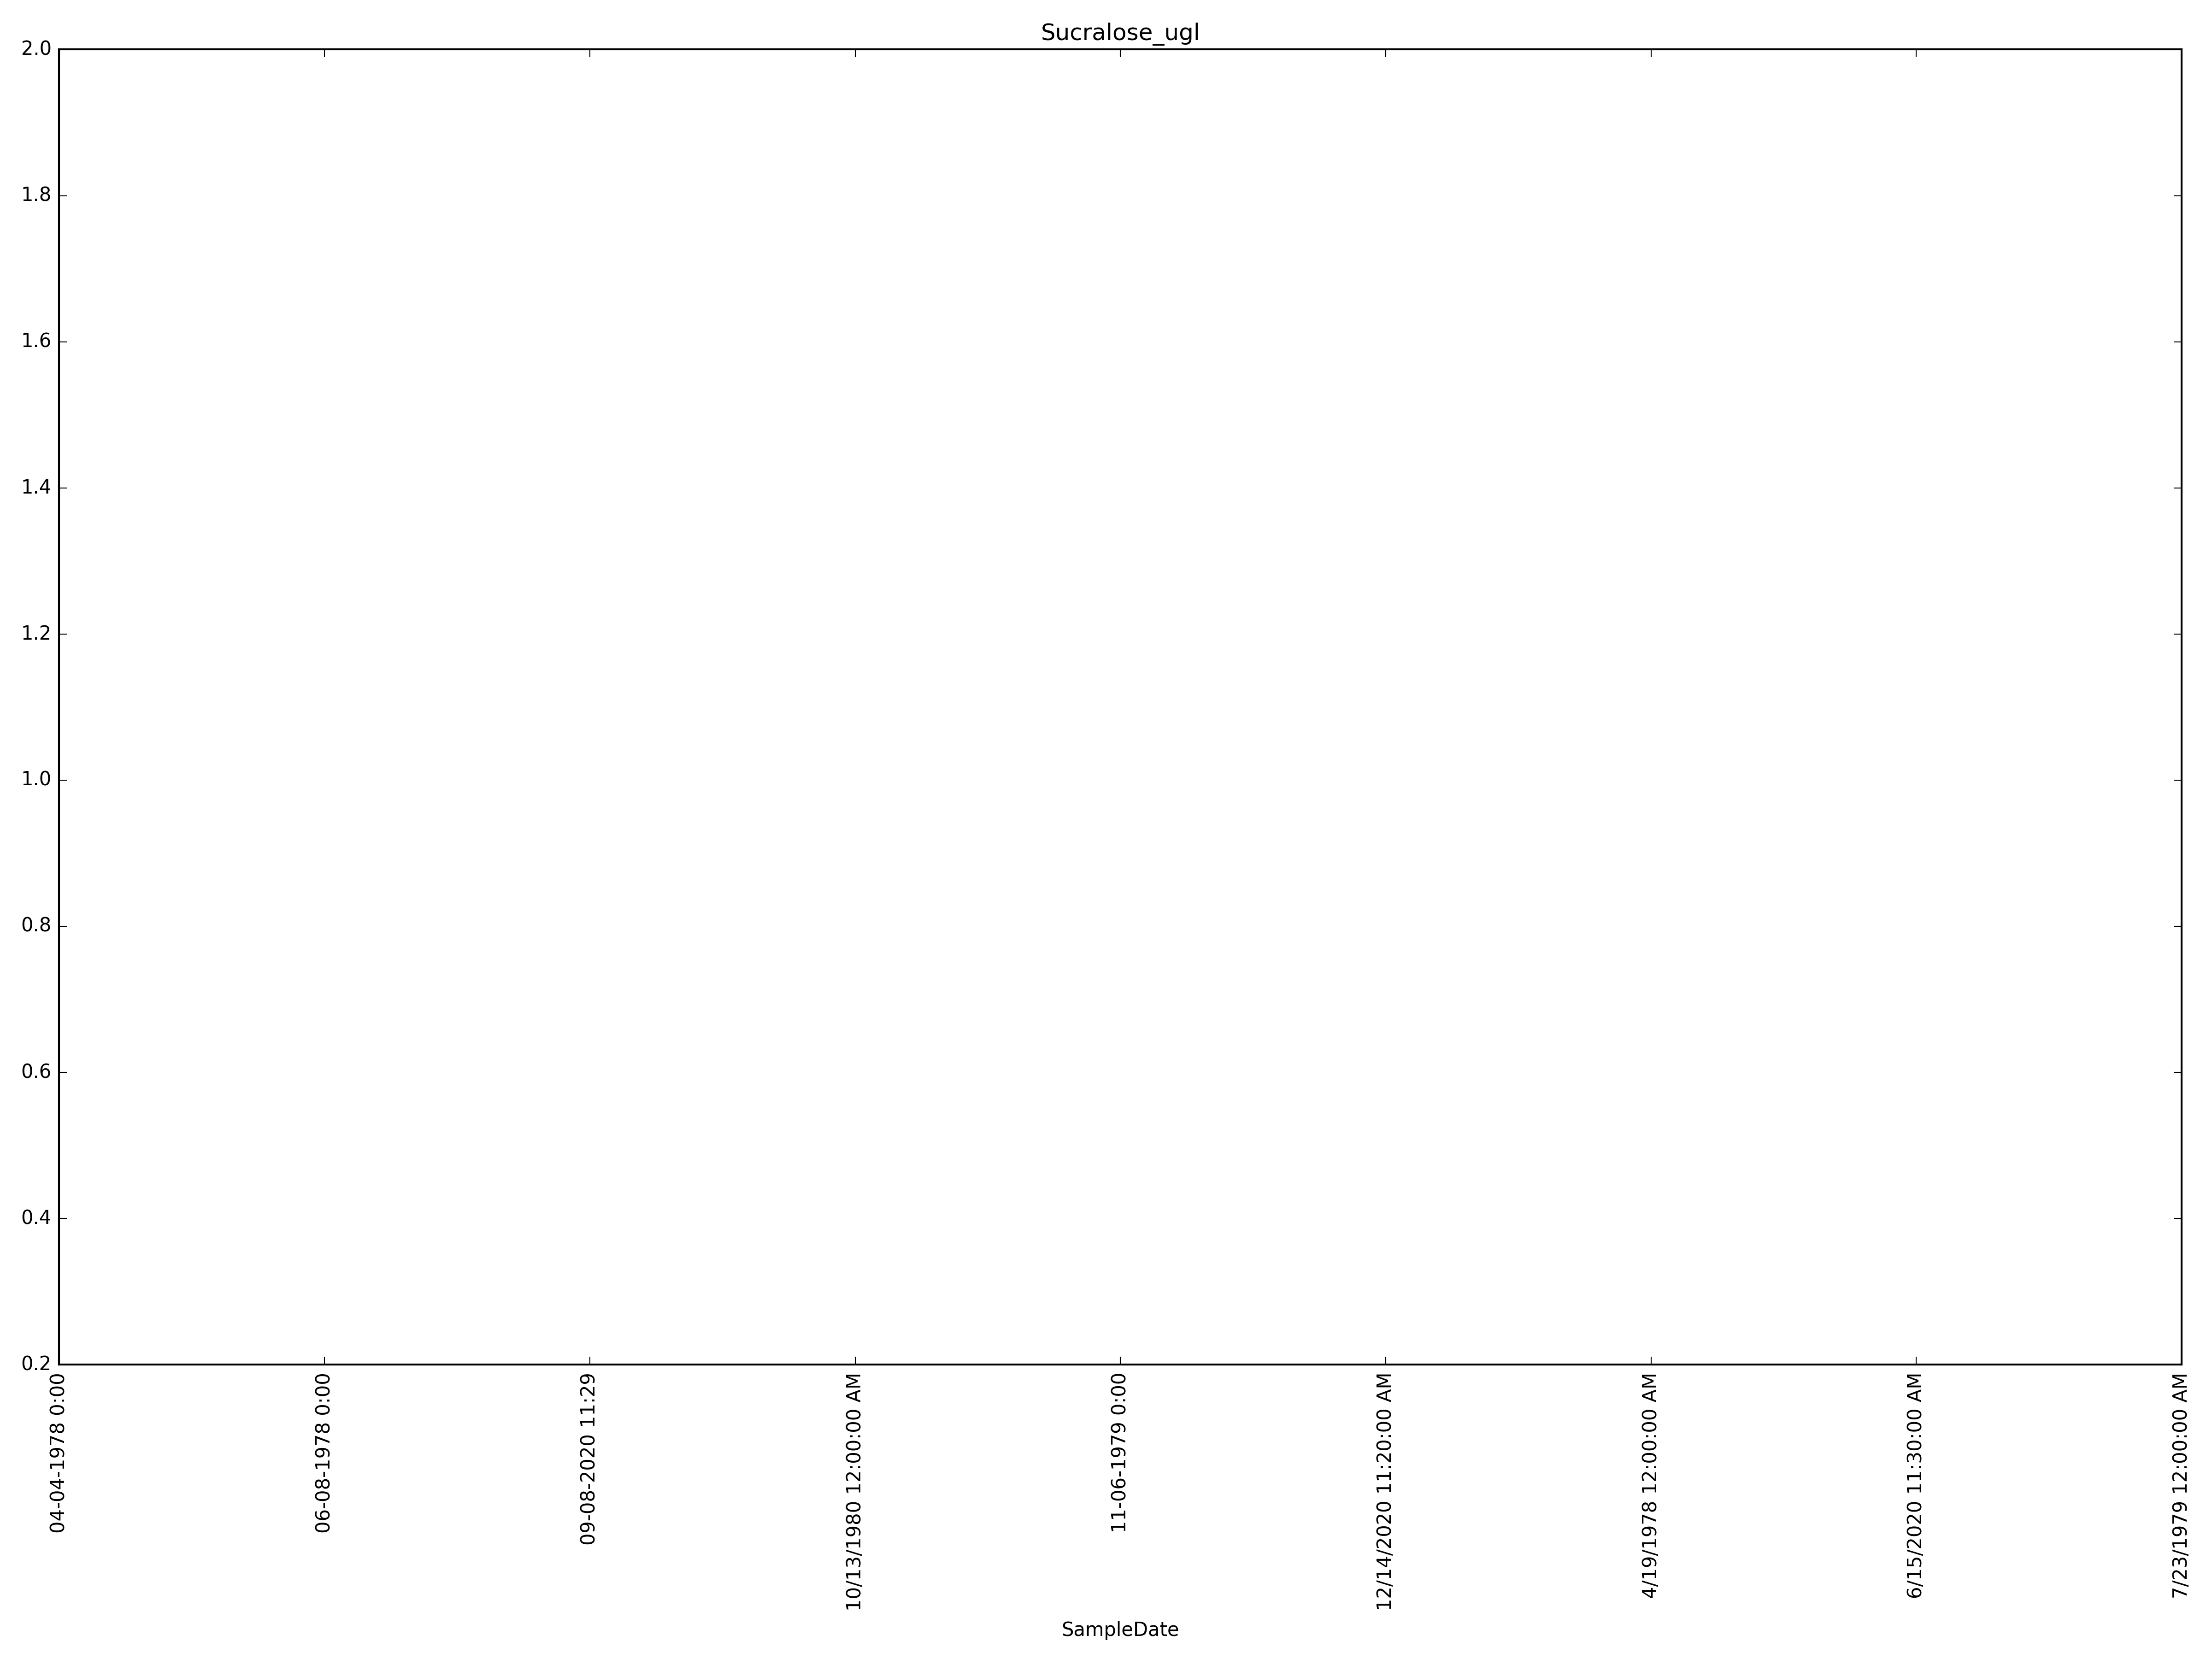 Sucralose_ugl
2.0
1.8
1.6
1.4
1.2
1.0
0.8
0.6
0.4
0.2
04-04-1978 0:00
06-08-1978 0:00
09-08-2020 11:29
10/13/1980 12:00:00 AM
11-06-1979 0:00
12/14/2020 11:20:00 AM
4/19/1978 12:00:00 AM
6/15/2020 11:30:00 AM
7/23/1979 12:00:00 AM
SampleDate